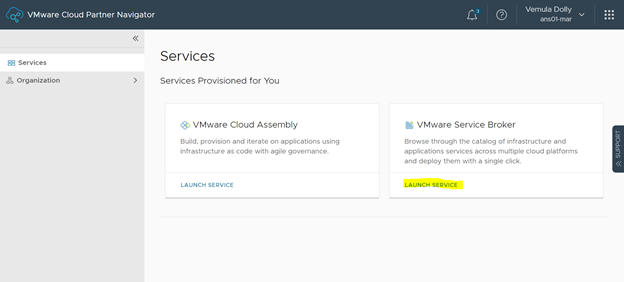 VMware Cloud Partner Navigator
3
Vemula Dolly
ans01-mar
Services
Organization
Services
Services Provisioned for You
VMware Cloud Assembly
Build, provision and iterate on applications using
infrastructure as code with agile governance.
LAUNCH SERVICE
VMware Service Broker
Browse through the catalog of infrastructure and
applications services across multiple cloud platforms
and deploy them with a single click.
LAUNCH SERVICE
SUPPORT